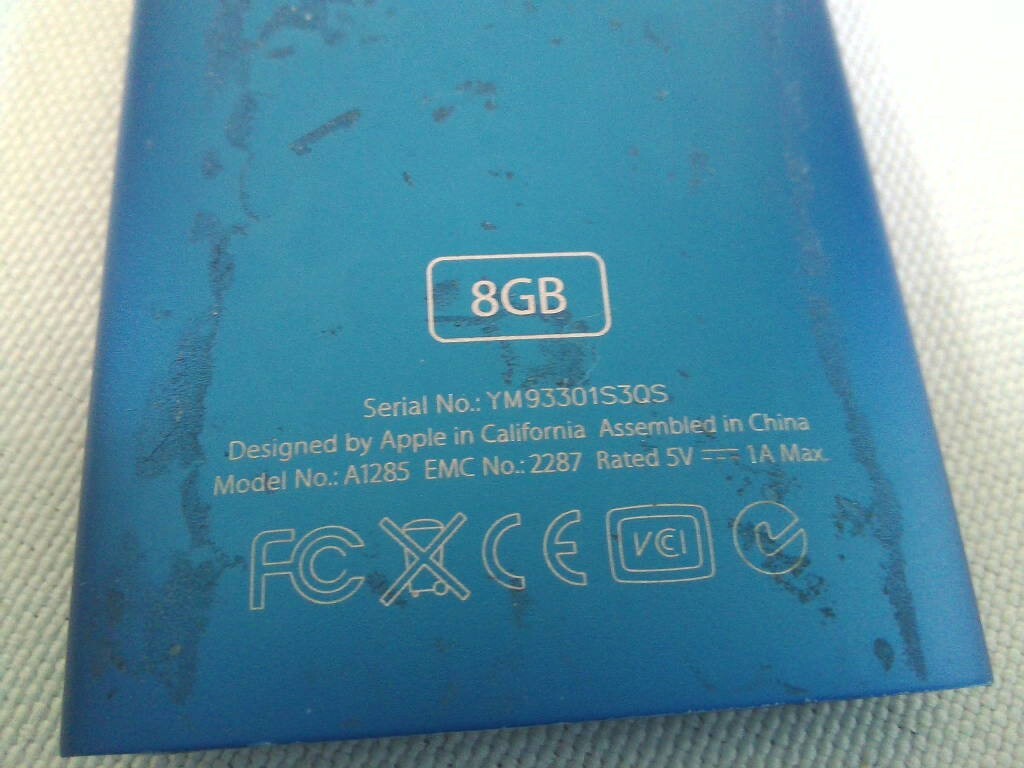 8GB
Serial No.: YM93301S3QS
Designed by Apple in California Assembled in China
Model No.: A1285 EMC No.: 2287 Rated 5V ⎓ 1A Max.
FC CE VCI